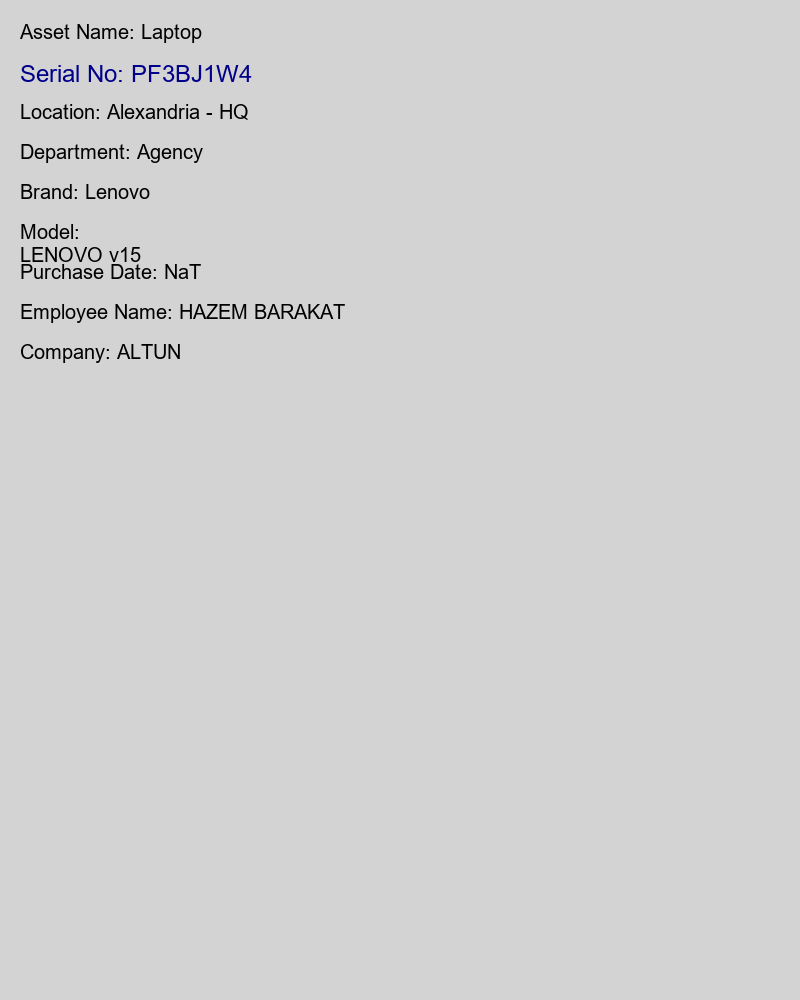 Asset Name: Laptop
Serial No: PF3BJ1W4
Location: Alexandria - HQ
Department: Agency
Brand: Lenovo
Model:
LENOVO v15
Purchase Date: NaT
Employee Name: HAZEM BARAKAT
Company: ALTUN